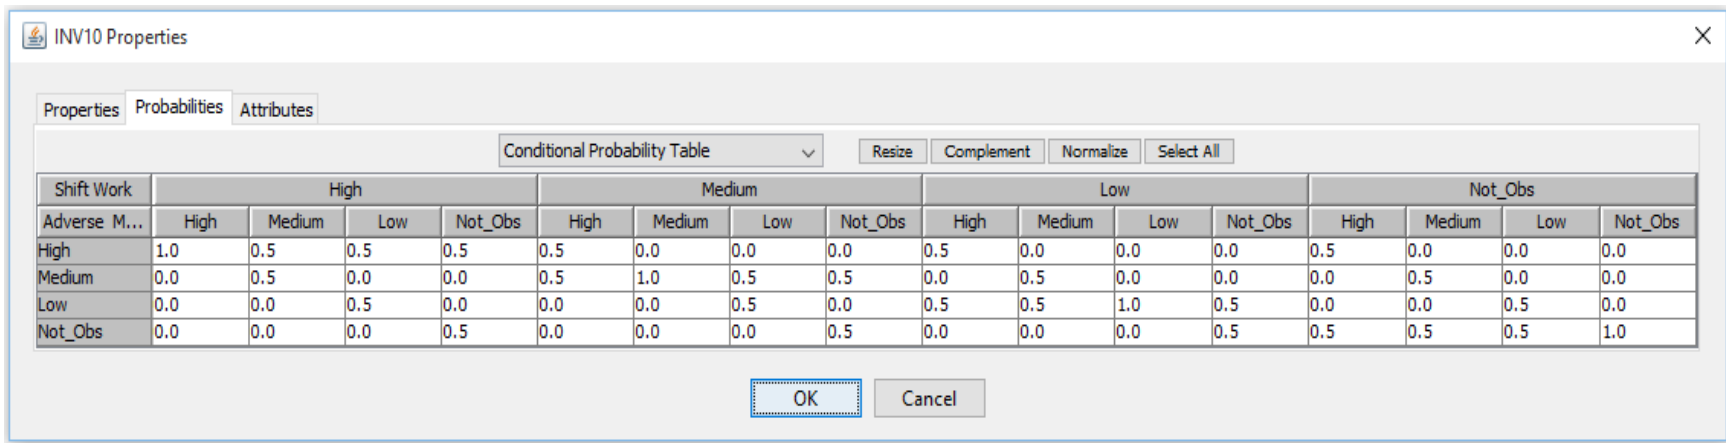 INV10 Properties
Properties Probabilities Attributes
Conditional Probability Table Resize Complement Normalize Select All
Shift Work High Medium Low Not_Obs
Adverse M... High Medium Low Not_Obs High Medium Low Not_Obs High Medium Low Not_Obs High Medium Low Not_Obs
High 1.0 0.5 0.5 0.5 0.5 0.0 0.0 0.0 0.5 0.0 0.0 0.0 0.5 0.0 0.0 0.0
Medium 0.0 0.5 0.0 0.0 0.5 1.0 0.5 0.5 0.0 0.5 0.0 0.0 0.0 0.5 0.0 0.0
Low 0.0 0.0 0.5 0.0 0.0 0.0 0.5 0.0 0.5 0.5 1.0 0.5 0.0 0.0 0.5 0.0
Not_Obs 0.0 0.0 0.0 0.5 0.0 0.0 0.0 0.5 0.0 0.0 0.0 0.5 0.5 0.5 0.5 1.0
OK Cancel